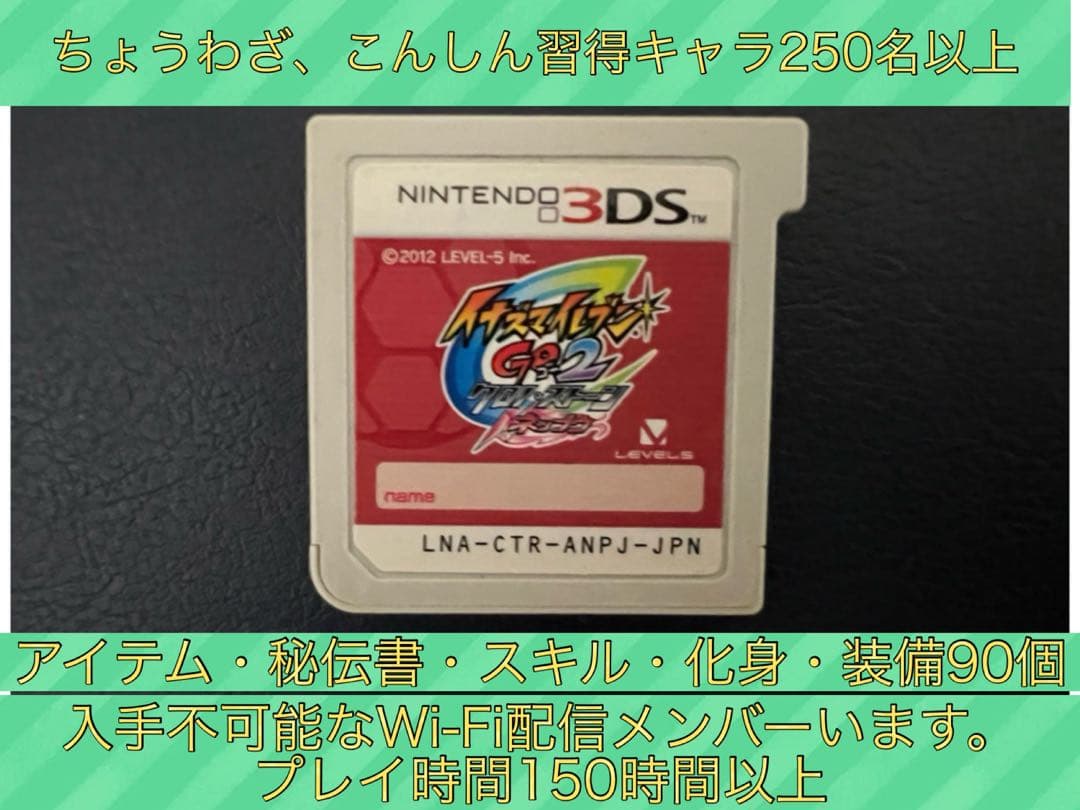 ちょうわざ、こんしん習得キャラ250名以上
NINTENDO 3DS™
©2012 LEVEL-5 Inc.
イナズマイレブン
GO 2
クロノ・ストーン
ネップウ
LEVEL5
name
LNA-CTR-ANPJ-JPN
アイテム・秘伝書・スキル・化身・装備90個
入手不可能なWi-Fi配信メンバーいます。
プレイ時間150時間以上